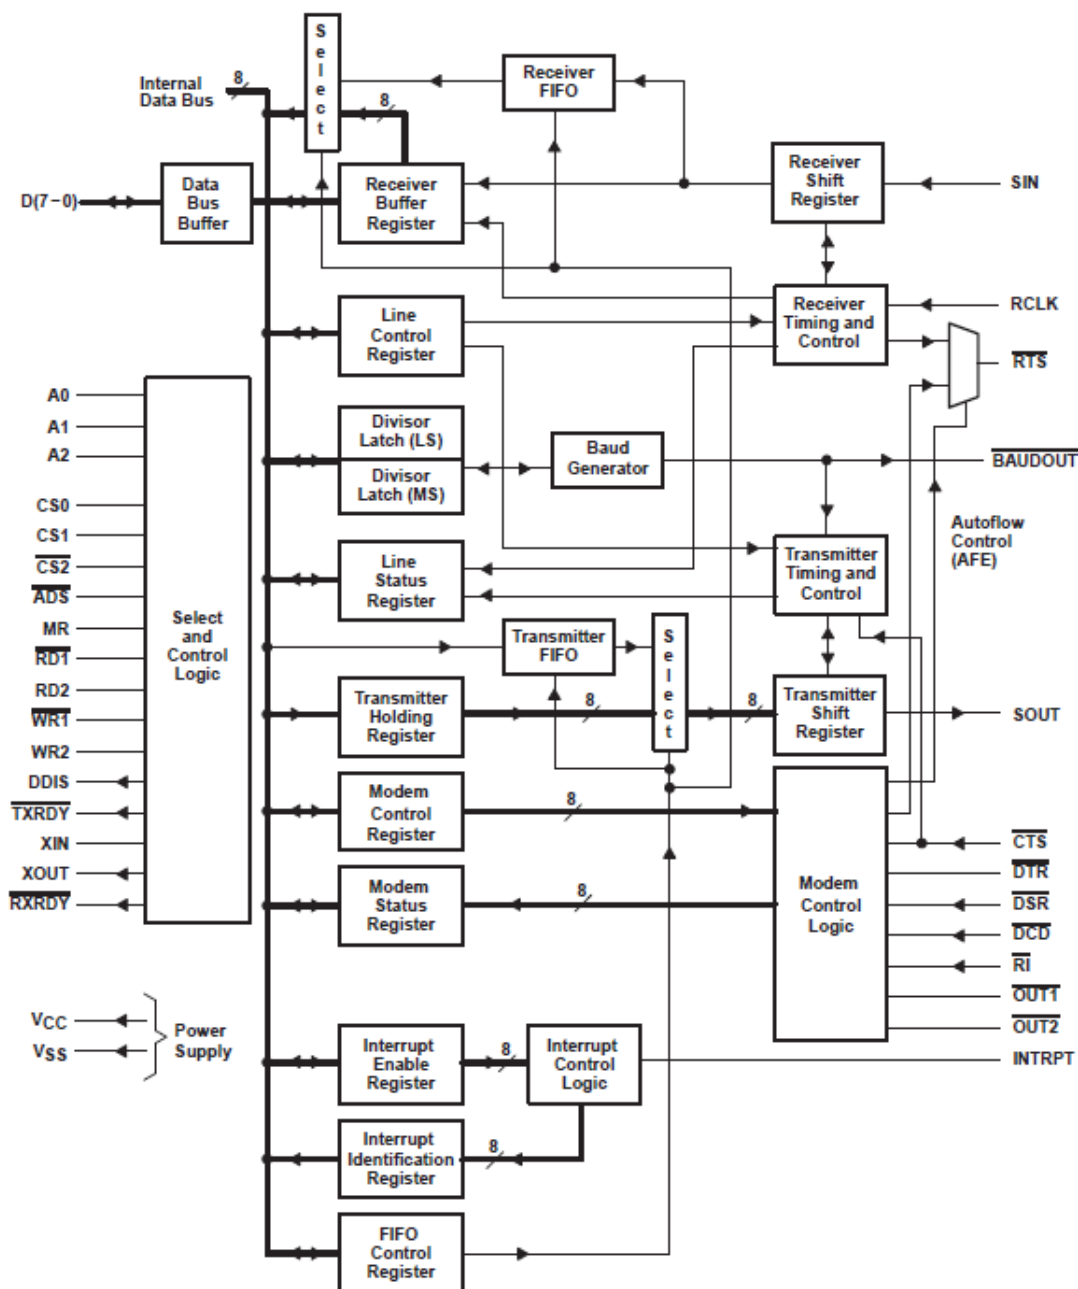 S
e
l
e
c
t
Internal
Data Bus
8
8
Receiver
FIFO
D(7–0)
Data
Bus
Buffer
Receiver
Buffer
Register
Receiver
Shift
Register
SIN
Line
Control
Register
Receiver
Timing and
Control
RCLK
RTS
A0
A1
A2
CS0
CS1
CS2
ADS
MR
RD1
RD2
WR1
WR2
DDIS
TXRDY
XIN
XOUT
RXRDY
Select
and
Control
Logic
Divisor
Latch (LS)
Divisor
Latch (MS)
Baud
Generator
BAUDOUT
Autoflow
Control
(AFE)
Line
Status
Register
Transmitter
Timing and
Control
Transmitter
FIFO
S
e
l
e
c
t
Transmitter
Holding
Register
8
8
Transmitter
Shift
Register
SOUT
Modem
Control
Register
8
Modem
Status
Register
8
Modem
Control
Logic
CTS
DTR
DSR
DCD
RI
OUT1
OUT2
VCC
VSS
Power
Supply
Interrupt
Enable
Register
8
Interrupt
Control
Logic
INTRPT
Interrupt
Identification
Register
8
FIFO
Control
Register